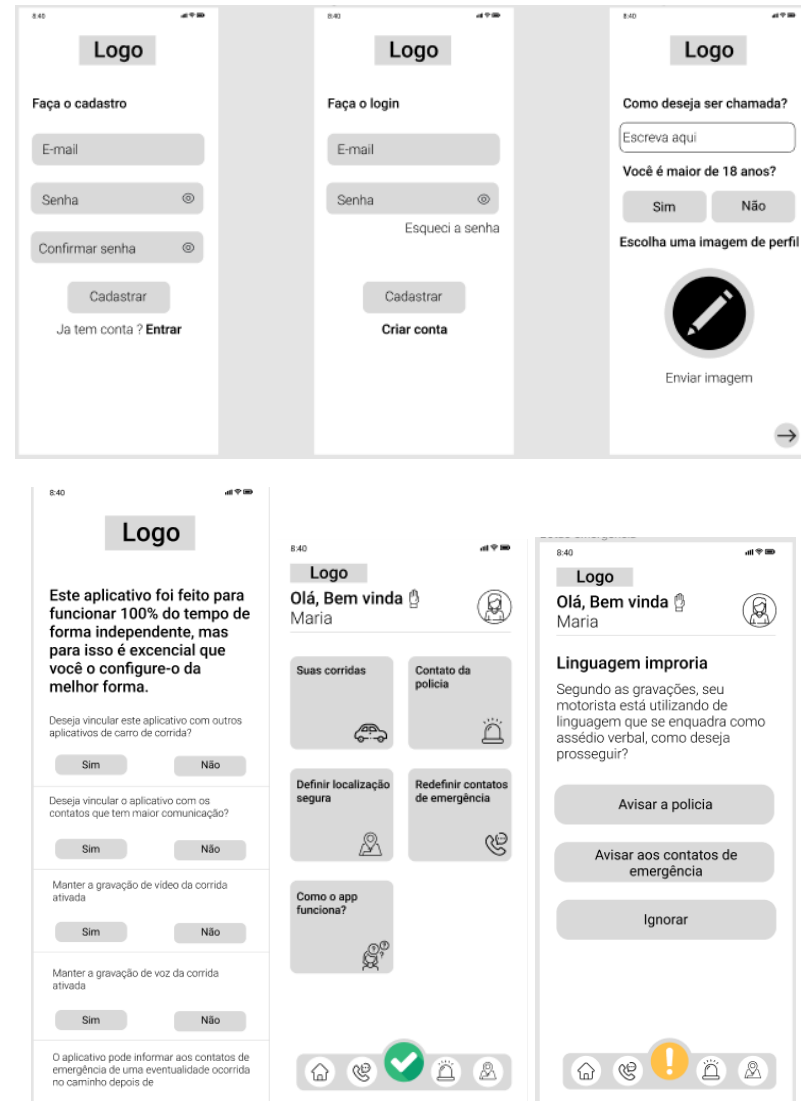 8:40
Logo
Faça o cadastro
E-mail
Senha
Confirmar senha
Cadastrar
Ja tem conta ? Entrar
8:40
Logo
Faça o login
E-mail
Senha
Esqueci a senha
Cadastrar
Criar conta
8:40
Logo
Como deseja ser chamada?
Escreva aqui
Você é maior de 18 anos?
Sim
Não
Escolha uma imagem de perfil
Enviar imagem
8:40
Logo
Este aplicativo foi feito para
funcionar 100% do tempo de
forma independente, mas
para isso é excencial que
você o configure-o da
melhor forma.
Deseja vincular este aplicativo com outros
aplicativos de carro de corrida?
Sim
Não
Deseja vincular o aplicativo com os
contatos que tem maior comunicação?
Sim
Não
Manter a gravação de vídeo da corrida
ativada
Sim
Não
Manter a gravação de voz da corrida
ativada
Sim
Não
O aplicativo pode informar aos contatos de
emergência de uma eventualidade ocorrida
no caminho depois de
8:40
Logo
Olá, Bem vinda
Maria
Suas corridas
Contato da
policia
Definir localização
segura
Redefinir contatos
de emergência
Como o app
funciona?
8:40
Logo
Olá, Bem vinda
Maria
Linguagem improria
Segundo as gravações, seu
motorista está utilizando de
linguagem que se enquadra como
assédio verbal, como deseja
prosseguir?
Avisar a policia
Avisar aos contatos de
emergência
Ignorar